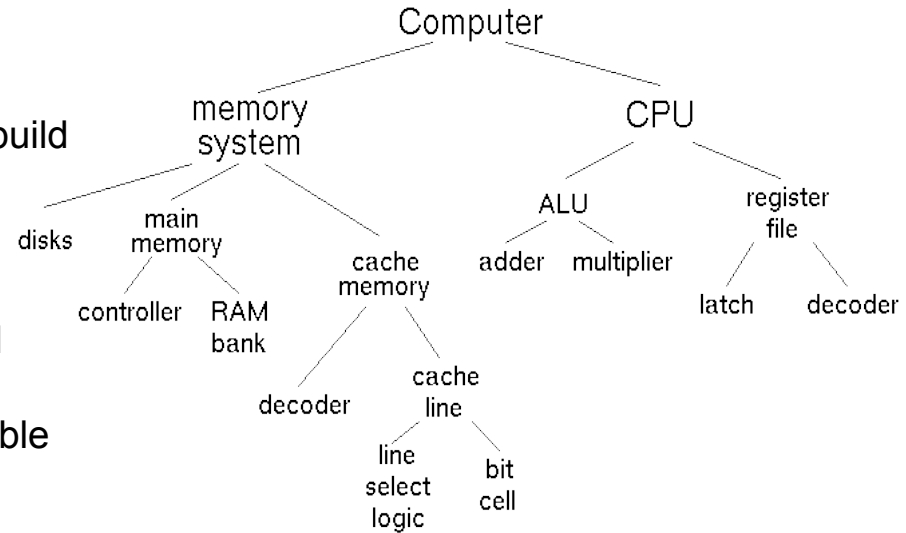 Computer
memory
system
CPU
build
disks
main
memory
cache
memory
ALU
register
file
controller
RAM
bank
adder
multiplier
latch
decoder
decoder
cache
line
ble
line
select
logic
bit
cell